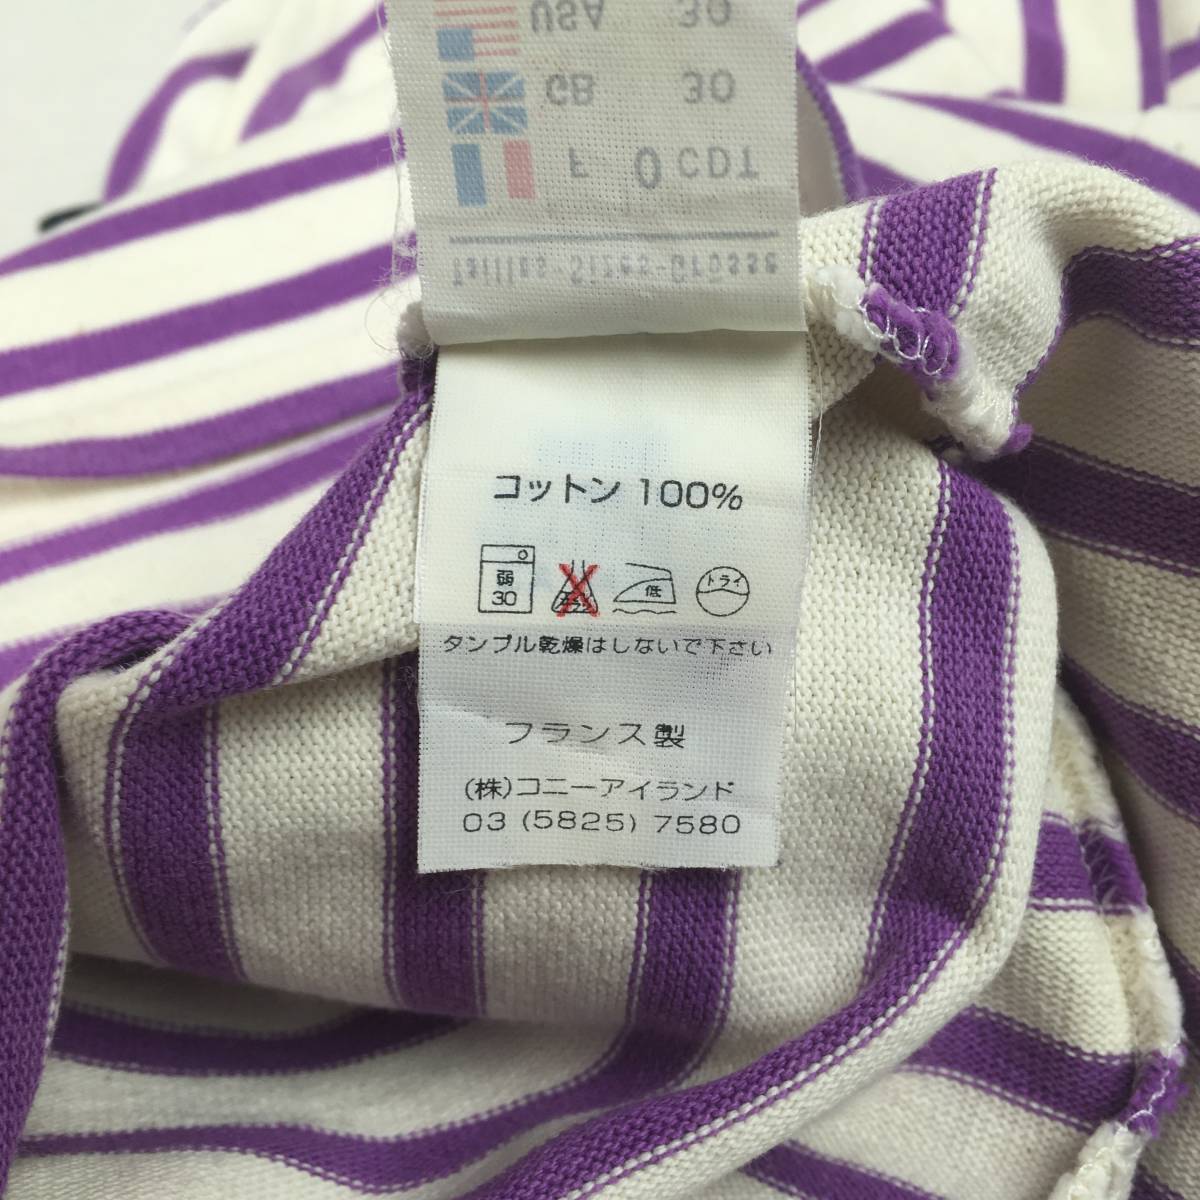 USA 30
GB 30
F 0 CDT
Tailles-Sizes-Grösse
コットン 100%
弱
30
低
ドライ
タンブル乾燥はしないで下さい
フランス製
(株)コニーアイランド
03 (5825) 7580